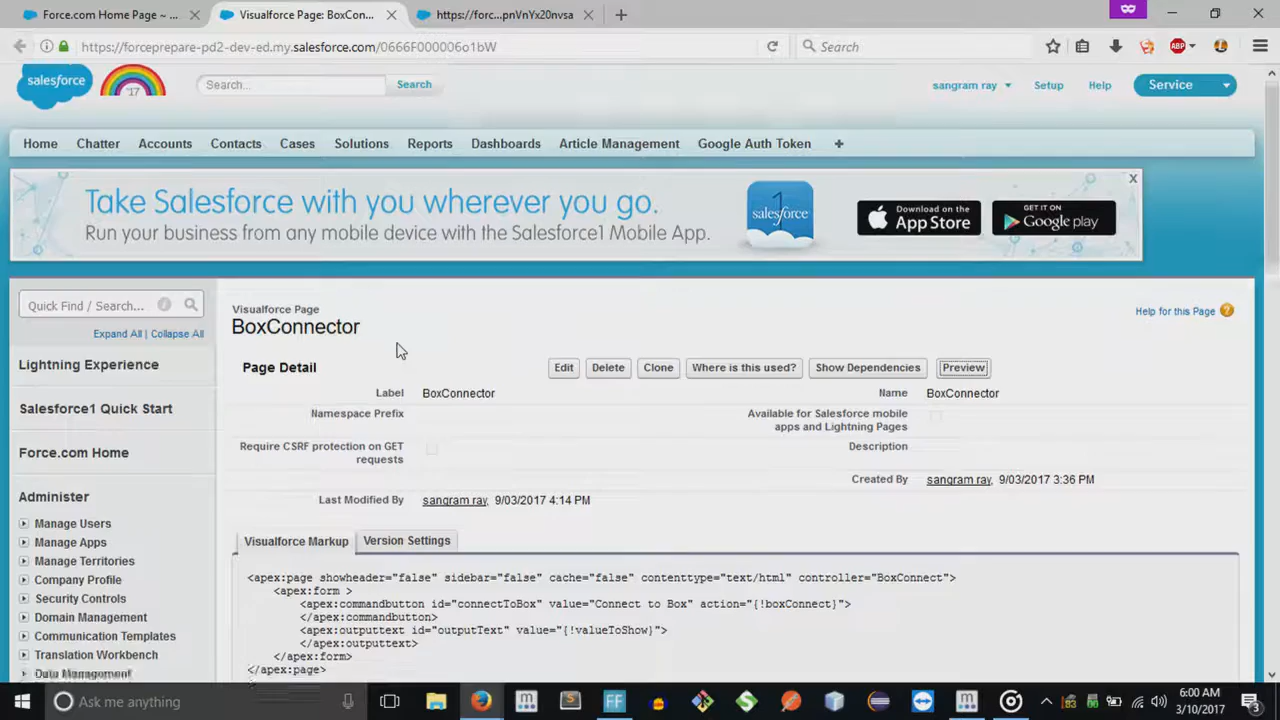 Force.com Home Page ~ ...
Visualforce Page: BoxCon...
https://forc...pnVnYx20nvsa
https://forceprepare-pd2-dev-ed.my.salesforce.com/0666F000006o1bW
Search
ABP
salesforce
'17
Search...
Search
sangram ray
Setup
Help
Service
Home
Chatter
Accounts
Contacts
Cases
Solutions
Reports
Dashboards
Article Management
Google Auth Token
Take Salesforce with you wherever you go.
Run your business from any mobile device with the Salesforce1 Mobile App.
1
salesforce
Download on the
App Store
GET IT ON
Google play
X
Quick Find / Search...
Expand All | Collapse All
Lightning Experience
Salesforce1 Quick Start
Force.com Home
Administer
Manage Users
Manage Apps
Manage Territories
Company Profile
Security Controls
Domain Management
Communication Templates
Translation Workbench
Data Management
Visualforce Page
BoxConnector
Help for this Page ?
Page Detail
Edit
Delete
Clone
Where is this used?
Show Dependencies
Preview
Label
BoxConnector
Name
BoxConnector
Namespace Prefix
Available for Salesforce mobile
apps and Lightning Pages
Require CSRF protection on GET
requests
Description
Created By
sangram ray, 9/03/2017 3:36 PM
Last Modified By
sangram ray, 9/03/2017 4:14 PM
Visualforce Markup
Version Settings
<apex:page showheader="false" sidebar="false" cache="false" contenttype="text/html" controller="BoxConnect">
<apex:form >
<apex:commandbutton id="connectToBox" value="Connect to Box" action="{!boxConnect}">
</apex:commandbutton>
<apex:outputtext id="outputText" value="{!valueToShow}">
</apex:outputtext>
</apex:form>
</apex:page>
Ask me anything
FF
6:00 AM
3/10/2017
3